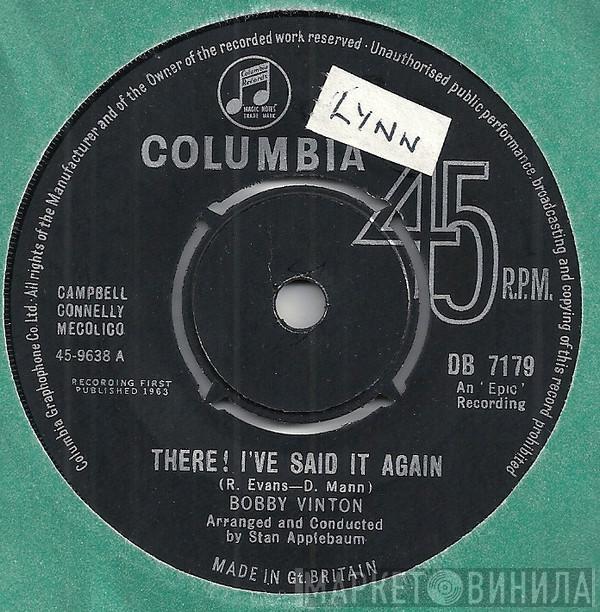 Columbia Graphophone Co. Ltd. All rights of the Manufacturer and of the Owner of the recorded work reserved · Unauthorised public performance, broadcasting and copying of this record prohibited
Columbia
Records
MAGIC NOTES
TRADE MARK
LYNN
COLUMBIA
45
R.P.M.
CAMPBELL
CONNELLY
MECOLICO
45-9638 A
RECORDING FIRST
PUBLISHED 1963
DB 7179
An 'Epic'
Recording
THERE! I'VE SAID IT AGAIN
(R. Evans—D. Mann)
BOBBY VINTON
Arranged and Conducted
by Stan Applebaum
MADE IN Gt. BRITAIN
МАРКЕТ ВИНИЛА